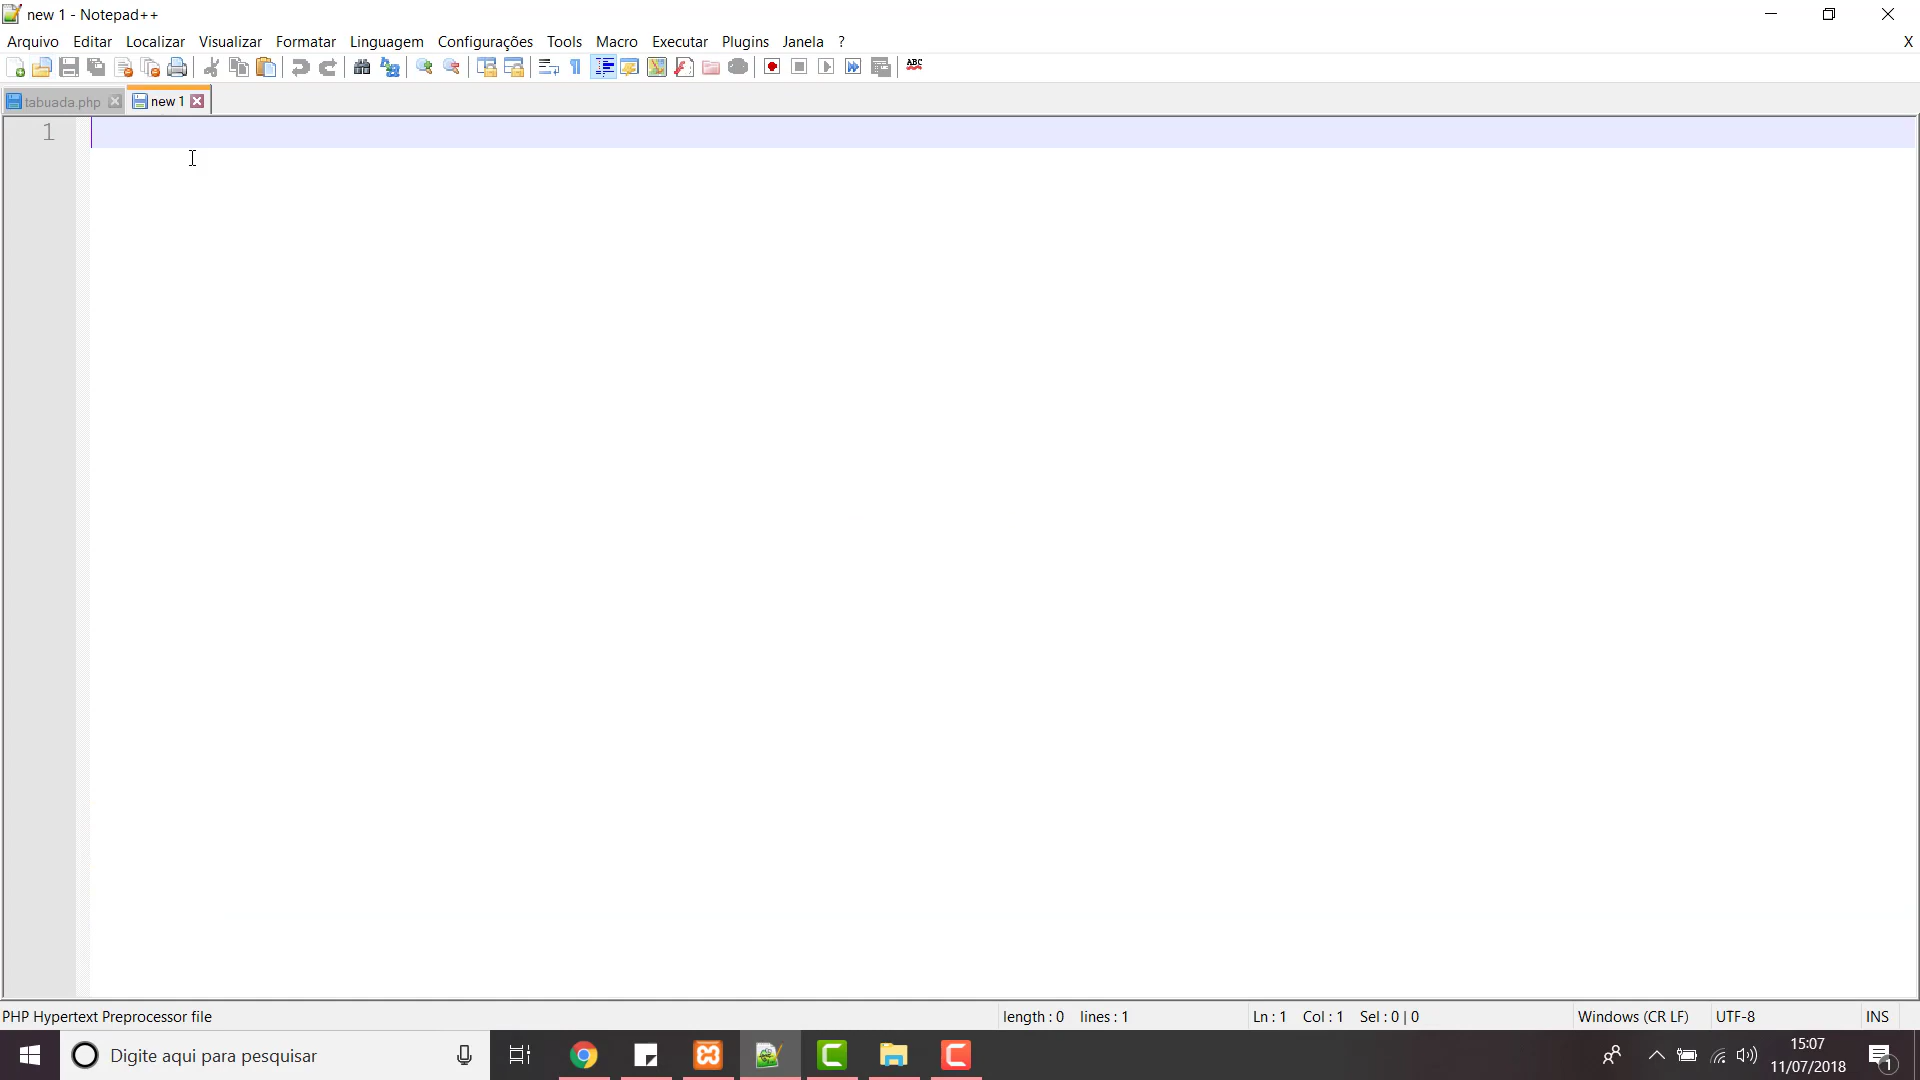 new 1 - Notepad++
Arquivo Editar Localizar Visualizar Formatar Linguagem Configurações Tools Macro Executar Plugins Janela ? X
ABC
tabuada.php new 1
1
PHP Hypertext Preprocessor file length : 0 lines : 1 Ln : 1 Col : 1 Sel : 0 | 0 Windows (CR LF) UTF-8 INS
Digite aqui para pesquisar
15:07
11/07/2018
1